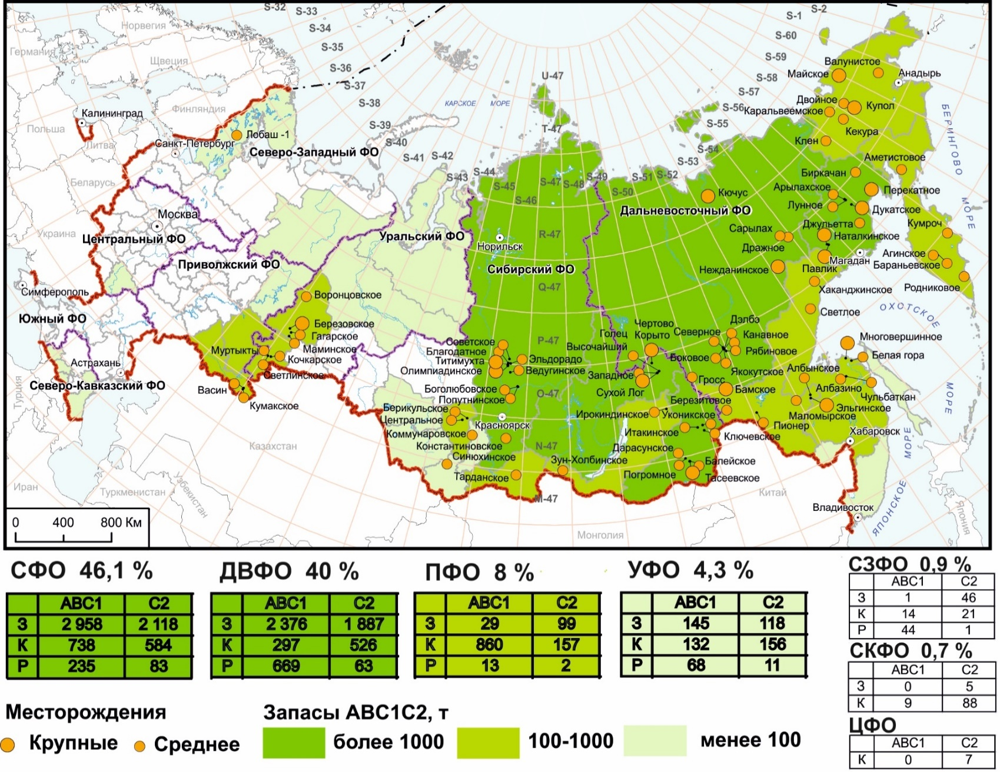 S-32
S-33
S-34
S-35
S-36
S-37
S-38
S-39
S-40
S-41
S-42
S-43
S-44
S-45
S-46
S-47
S-48
S-49
S-50
S-51
S-52
S-53
S-54
S-55
S-56
S-57
S-58
S-59
S-60
S-1
S-2
U-47
T-47
R-47
Q-47
P-47
O-47
N-47
M-47
Норвегия
Германия
Щвеция
Финляндия
Польша
Литва
Беларусь
Украина
Турция
Иран
Туркменистан
Узбекистан
Казахстан
Монголия
Китай
Япония
КАРСКОЕ МОРЕ
БЕРИНГОВО МОРЕ
ОХОТСКОЕ МОРЕ
ЯПОНСКОЕ МОРЕ
Калининград
Санкт-Петербург
Москва
Симферополь
Астрахань
Норильск
Красноярск
Анадырь
Магадан
Хабаровск
Владивосток
Северо-Западный ФО
Центральный ФО
Приволжский ФО
Южный ФО
Северо-Кавказский ФО
Уральский ФО
Сибирский ФО
Дальневосточный ФО
Лобаш -1
Воронцовское
Березовское
Гагарское
Маминское
Кочкарское
Муртыкты
Светлинское
Васин
Кумакское
Советское
Благодатное
Титимухта
Олимпиадинское
Эльдорадо
Ведугинское
Боголюбовское
Попутнинское
Берикульское
Центральное
Коммунаровское
Константиновское
Синюхинское
Тарданское
Зун-Холбинское
Голец
Высочайший
Чертово
Корыто
Западное
Сухой Лог
Ирокиндинское
Уконикское
Итакинское
Дарасунское
Погромное
Балейское
Тасеевское
Ключевское
Березитовое
Бамское
Гросс
Якокутское
Боковое
Северное
Дэлбэ
Канавное
Рябиновое
Пионер
Маломырское
Эльгинское
Албынское
Албазино
Чульбаткан
Белая гора
Многовершинное
Светлое
Хаканджинское
Павлик
Наталкинское
Джульетта
Дукатское
Лунное
Арылахское
Перекатное
Биркачан
Аметистовое
Клен
Кекура
Каральвеемское
Двойное
Купол
Майское
Валунистое
Кючус
Сарылах
Дражное
Нежданинское
Кумроч
Агинское
Бараньевское
Родниковое
0 400 800 Км
СФО 46,1 %
ABC1 C2
З 2 958 2 118
К 738 584
Р 235 83
ДВФО 40 %
ABC1 C2
З 2 376 1 887
К 297 526
Р 669 63
ПФО 8 %
ABC1 C2
З 29 99
К 860 157
Р 13 2
УФО 4,3 %
ABC1 C2
З 145 118
К 132 156
Р 68 11
СЗФО 0,9 %
ABC1 C2
З 1 46
К 14 21
Р 44 1
СКФО 0,7 %
ABC1 C2
З 0 5
К 9 88
ЦФО
ABC1 C2
К 0 7
Месторождения
Крупные
Среднее
Запасы ABC1C2, т
более 1000
100-1000
менее 100